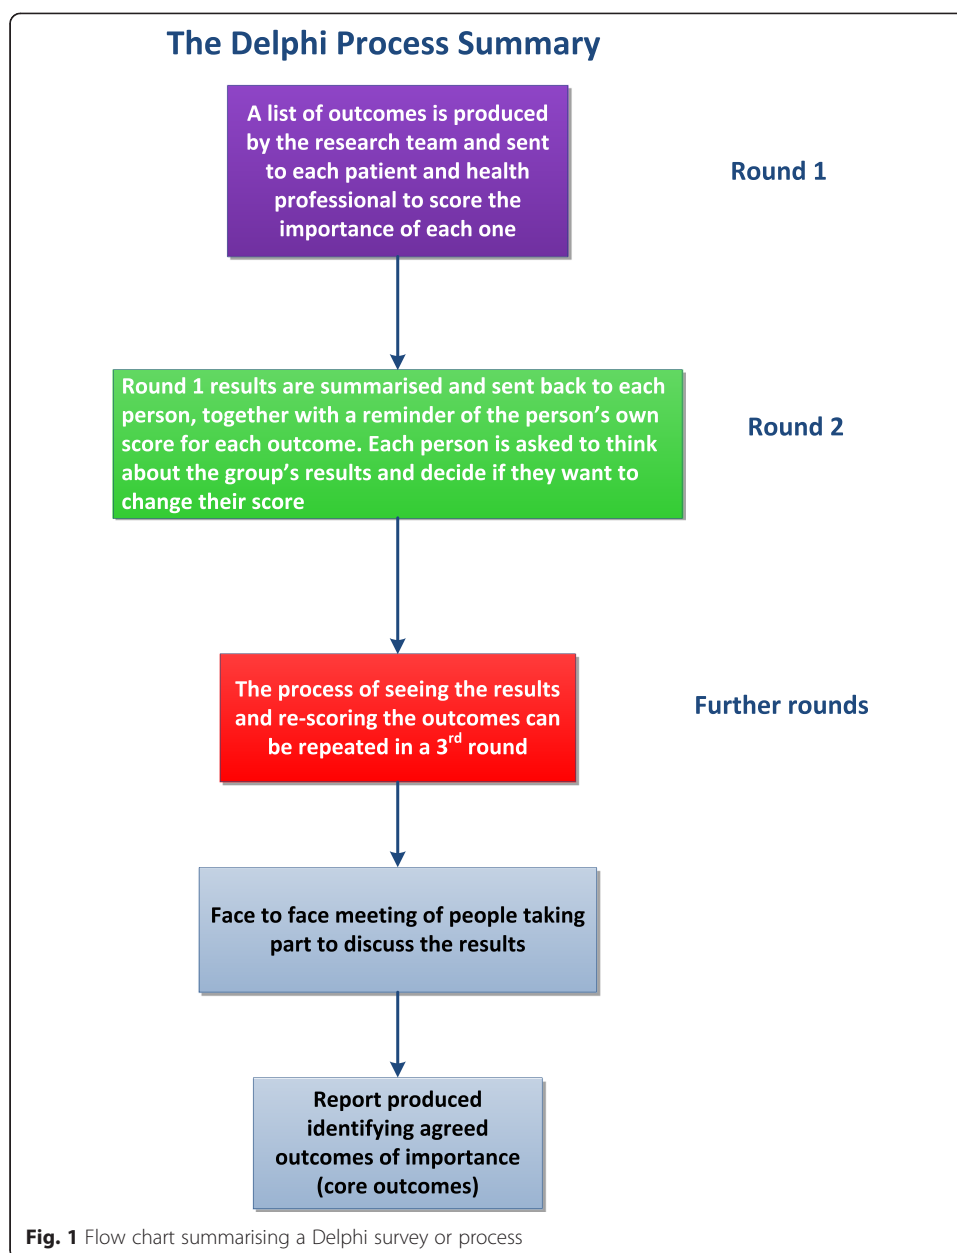 The Delphi Process Summary
A list of outcomes is produced
by the research team and sent
to each patient and health
professional to score the
importance of each one
Round 1
Round 1 results are summarised and sent back to each
person, together with a reminder of the person's own
score for each outcome. Each person is asked to think
about the group's results and decide if they want to
change their score
Round 2
The process of seeing the results
and re-scoring the outcomes can
be repeated in a 3rd round
Further rounds
Face to face meeting of people taking
part to discuss the results
Report produced
identifying agreed
outcomes of importance
(core outcomes)
Fig. 1 Flow chart summarising a Delphi survey or process